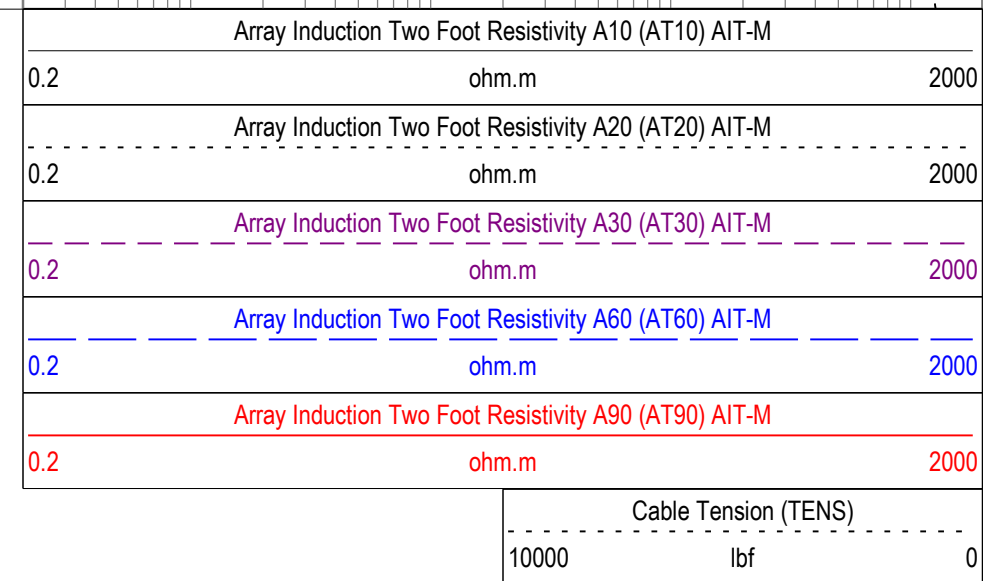 Array Induction Two Foot Resistivity A10 (AT10) AIT-M
0.2 ohm.m 2000
Array Induction Two Foot Resistivity A20 (AT20) AIT-M
0.2 ohm.m 2000
Array Induction Two Foot Resistivity A30 (AT30) AIT-M
0.2 ohm.m 2000
Array Induction Two Foot Resistivity A60 (AT60) AIT-M
0.2 ohm.m 2000
Array Induction Two Foot Resistivity A90 (AT90) AIT-M
0.2 ohm.m 2000
Cable Tension (TENS)
10000 lbf 0